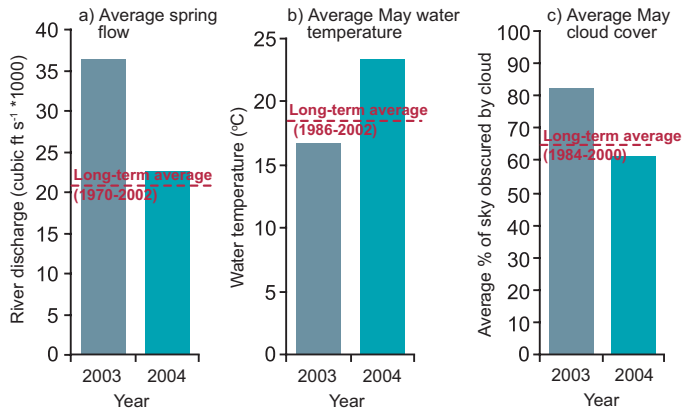 a) Average spring
flow
River discharge (cubic ft s⁻¹ *1000)
40
35
30
25
20
15
10
5
0
Long-term average
(1970-2002)
2003 2004
Year
b) Average May water
temperature
Water temperature (°C)
25
20
15
10
5
0
Long-term average
(1986-2002)
2003 2004
Year
c) Average May
cloud cover
Average % of sky obscured by cloud
100
90
80
70
60
50
40
30
20
10
0
Long-term average
(1984-2000)
2003 2004
Year